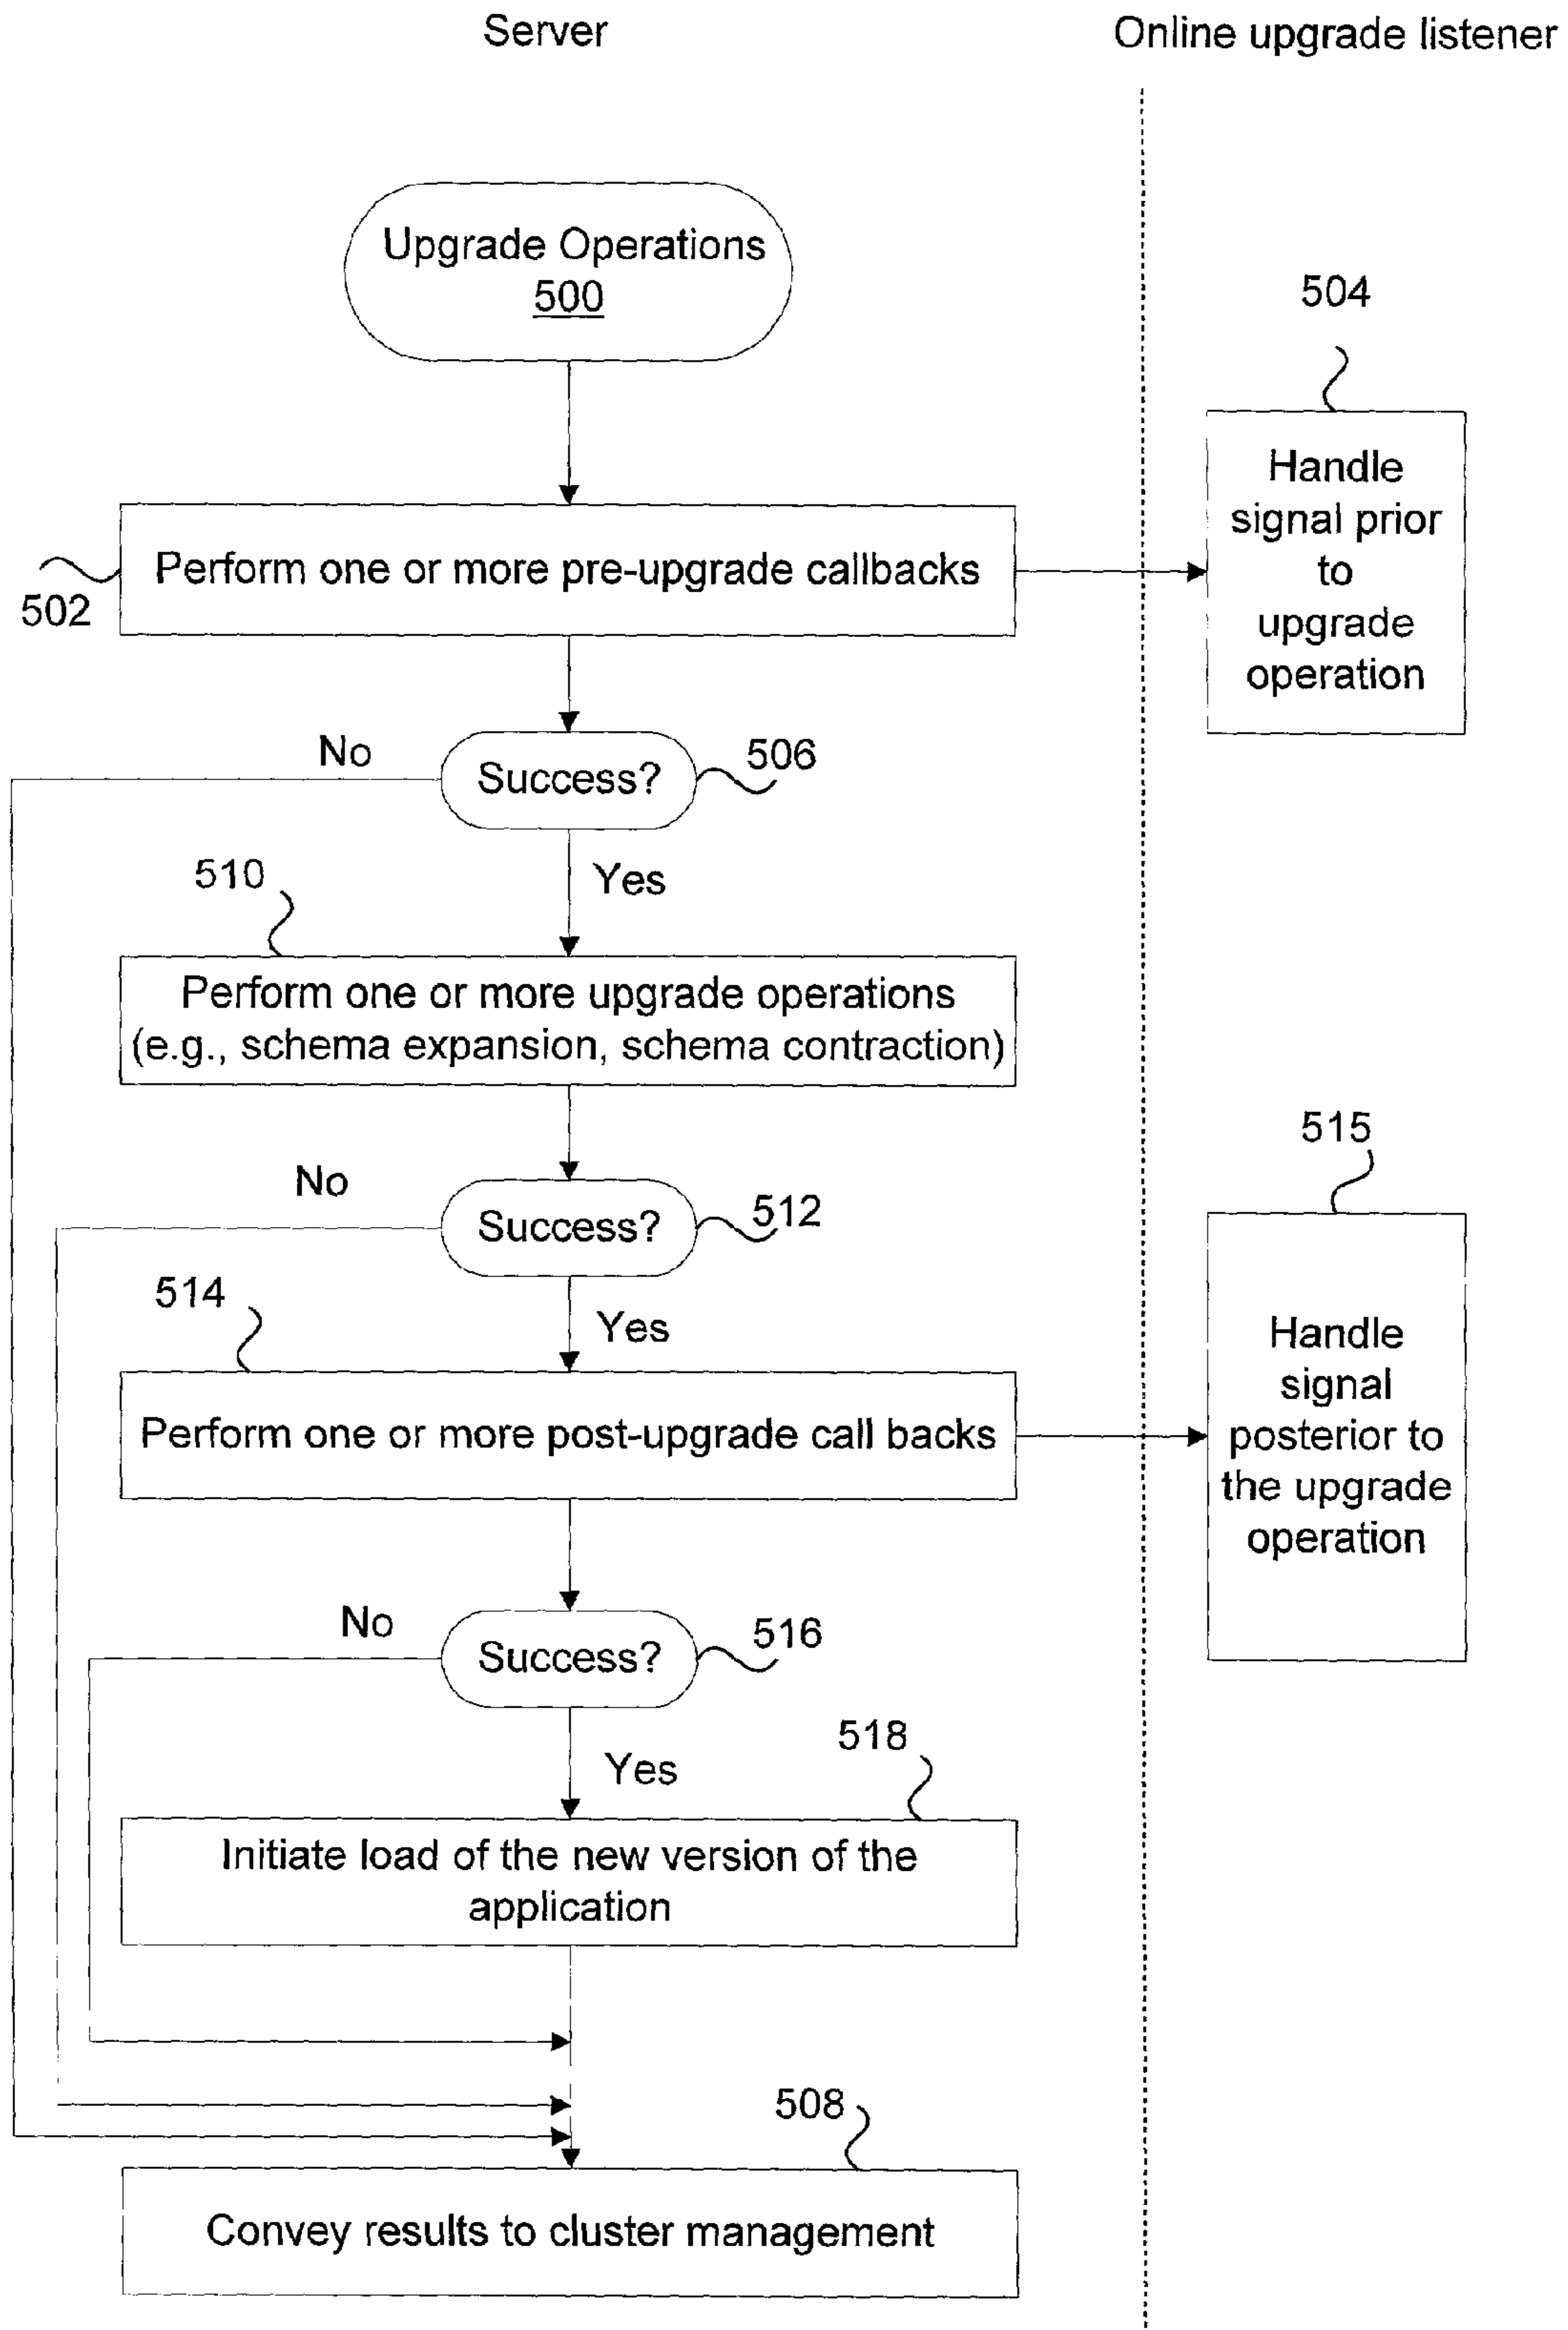 Server
Online upgrade listener
Upgrade Operations
500
504
Handle
signal prior
to
upgrade
operation
Perform one or more pre-upgrade callbacks
502
No
Success?
506
Yes
510
Perform one or more upgrade operations
(e.g., schema expansion, schema contraction)
515
No
Success?
512
514
Yes
Handle
signal
posterior to
the upgrade
operation
Perform one or more post-upgrade call backs
No
Success?
516
518
Yes
Initiate load of the new version of the
application
508
Convey results to cluster management